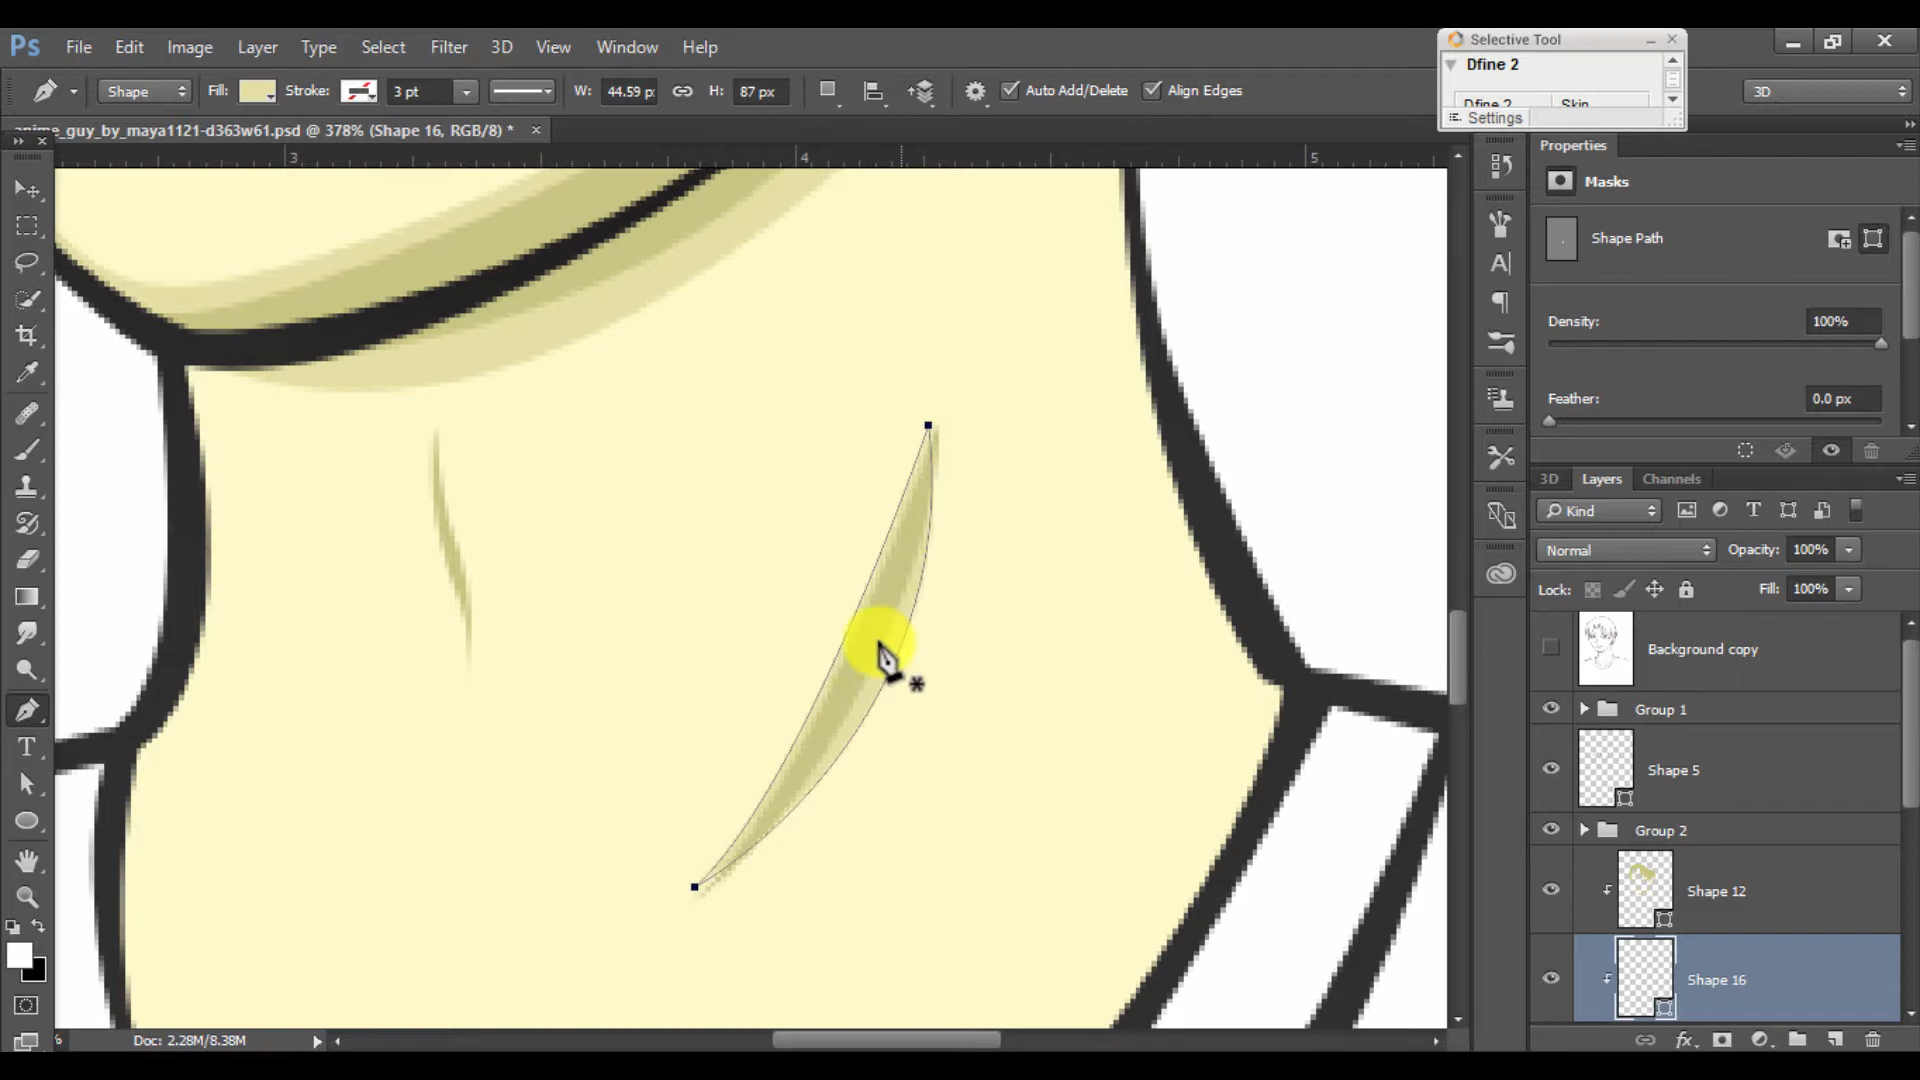 Ps File Edit Image Layer Type Select Filter 3D View Window Help
Selective Tool
Dfine 2
Dfine 2 Skin
Settings
Shape Fill: Stroke: 3 pt W: 44.59 p: H: 87 px Auto Add/Delete Align Edges
3D
anime_guy_by_maya1121-d363w61.psd @ 378% (Shape 16, RGB/8) *
3 4 5
Properties
Masks
Shape Path
Density: 100%
Feather: 0.0 px
3D Layers Channels
Kind
Normal Opacity: 100%
Lock: Fill: 100%
Background copy
Group 1
Shape 5
Group 2
Shape 12
Shape 16
Doc: 2.28M/8.38M